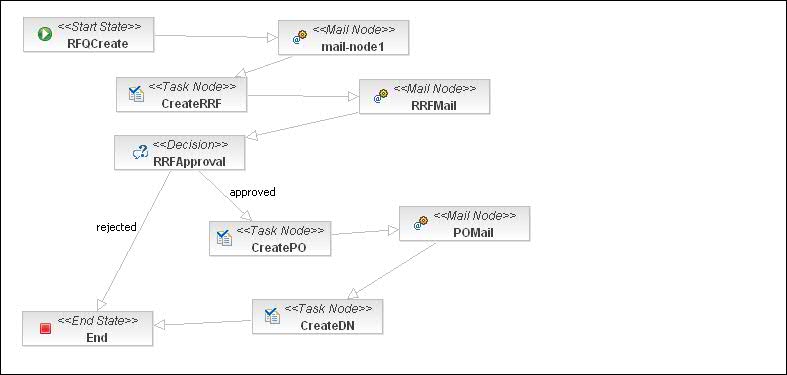 <<Start State>>
RFQCreate
<<Mail Node>>
mail-node1
<<Task Node>>
CreateRRF
<<Mail Node>>
RRFMail
<<Decision>>
RRFApproval
approved
rejected
<<Task Node>>
CreatePO
<<Mail Node>>
POMail
<<Task Node>>
CreateDN
<<End State>>
End